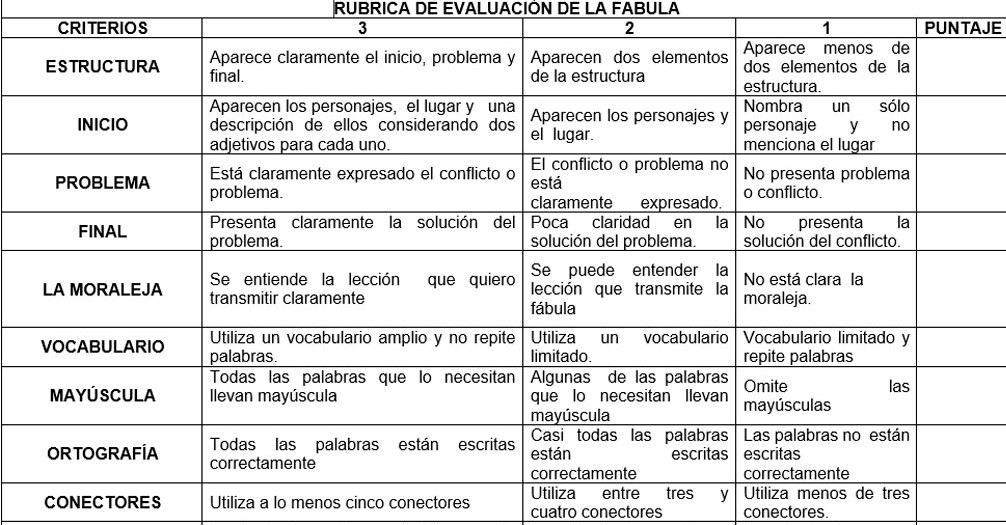 RUBRICA DE EVALUACIÓN DE LA FABULA
CRITERIOS 3 2 1 PUNTAJE
ESTRUCTURA
Aparece claramente el inicio, problema y
final.
Aparecen dos elementos
de la estructura
Aparece menos de
dos elementos de la
estructura.
INICIO
Aparecen los personajes, el lugar y una
descripción de ellos considerando dos
adjetivos para cada uno.
Aparecen los personajes y
el lugar.
Nombra un sólo
personaje y no
menciona el lugar
PROBLEMA
Está claramente expresado el conflicto o
problema.
El conflicto o problema no
está
claramente expresado.
No presenta problema
o conflicto.
FINAL
Presenta claramente la solución del
problema.
Poca claridad en la
solución del problema.
No presenta la
solución del conflicto.
LA MORALEJA
Se entiende la lección que quiero
transmitir claramente
Se puede entender la
lección que transmite la
fábula
No está clara la
moraleja.
VOCABULARIO
Utiliza un vocabulario amplio y no repite
palabras.
Utiliza un vocabulario
limitado.
Vocabulario limitado y
repite palabras
MAYÚSCULA
Todas las palabras que lo necesitan
llevan mayúscula
Algunas de las palabras
que lo necesitan llevan
mayúscula
Omite las
mayúsculas
ORTOGRAFÍA
Todas las palabras están escritas
correctamente
Casi todas las palabras
están escritas
correctamente
Las palabras no están
escritas
correctamente
CONECTORES
Utiliza a lo menos cinco conectores
Utiliza entre tres y
cuatro conectores
Utiliza menos de tres
conectores.